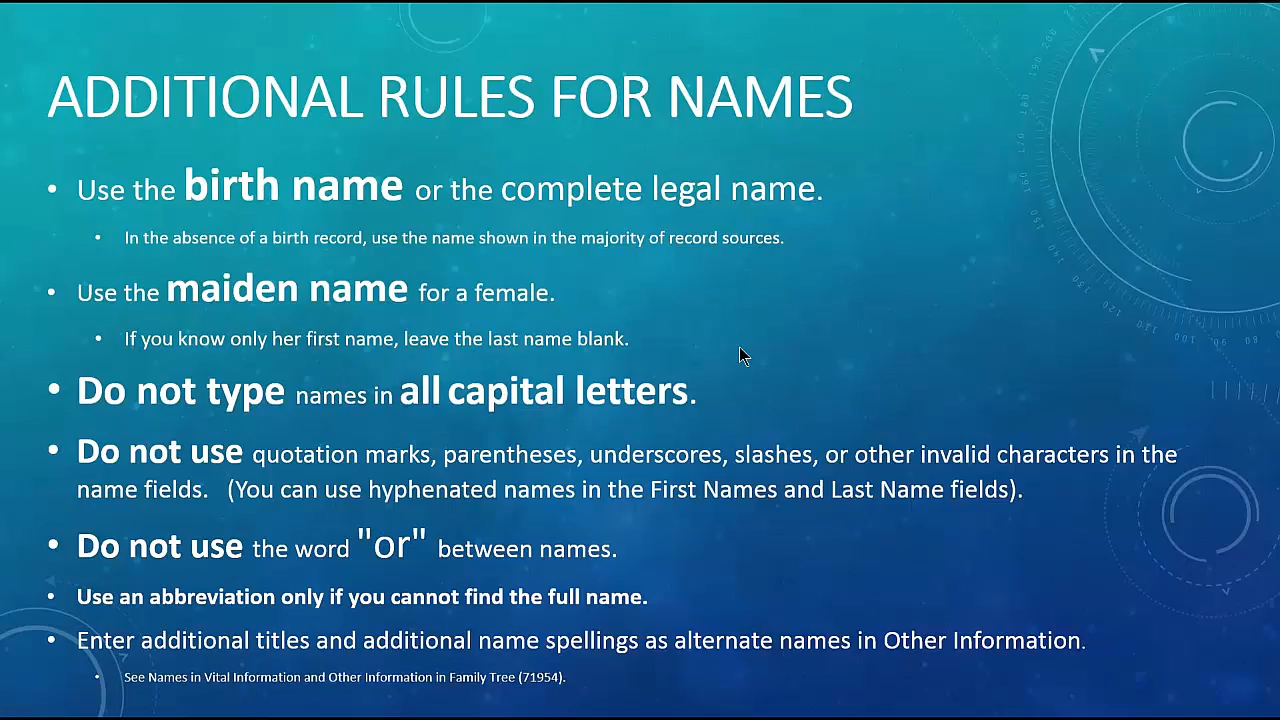 ADDITIONAL RULES FOR NAMES
• Use the birth name or the complete legal name.
• In the absence of a birth record, use the name shown in the majority of record sources.
• Use the maiden name for a female.
• If you know only her first name, leave the last name blank.
• Do not type names in all capital letters.
• Do not use quotation marks, parentheses, underscores, slashes, or other invalid characters in the
name fields. (You can use hyphenated names in the First Names and Last Name fields).
• Do not use the word "or" between names.
• Use an abbreviation only if you cannot find the full name.
• Enter additional titles and additional name spellings as alternate names in Other Information.
• See Names in Vital Information and Other Information in Family Tree (71954).